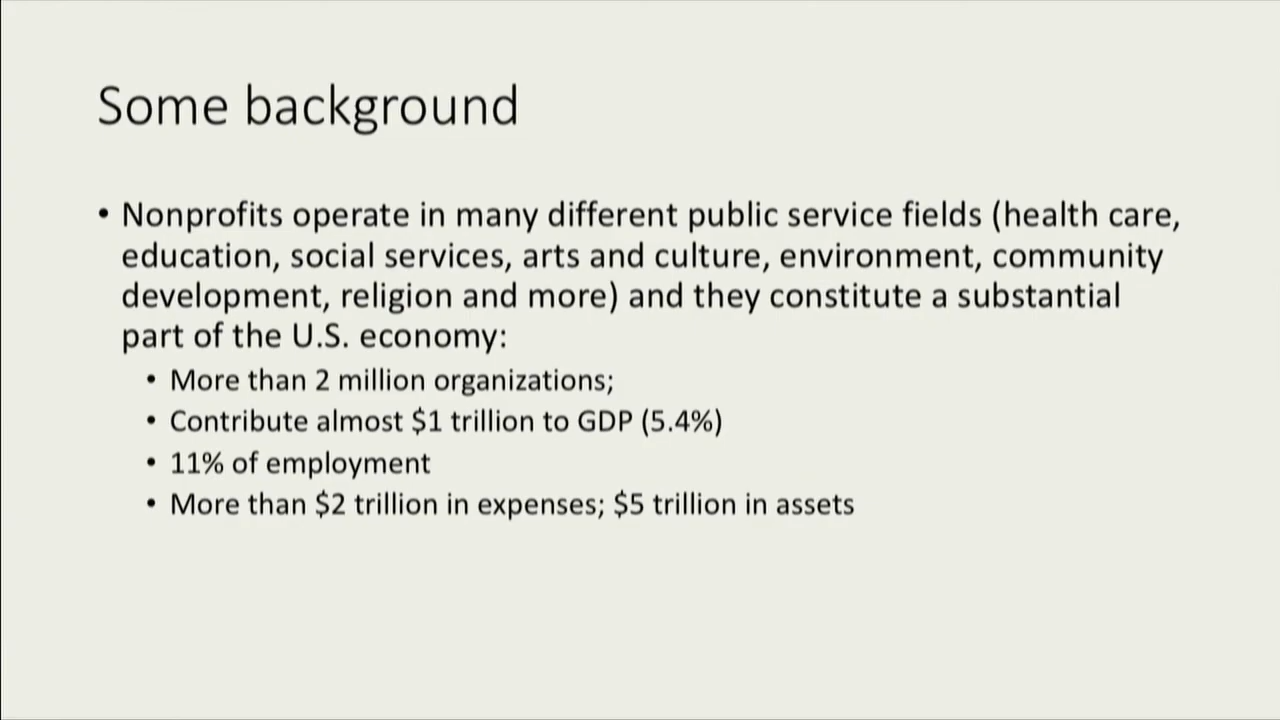 Some background
• Nonprofits operate in many different public service fields (health care,
education, social services, arts and culture, environment, community
development, religion and more) and they constitute a substantial
part of the U.S. economy:
• More than 2 million organizations;
• Contribute almost $1 trillion to GDP (5.4%)
• 11% of employment
• More than $2 trillion in expenses; $5 trillion in assets